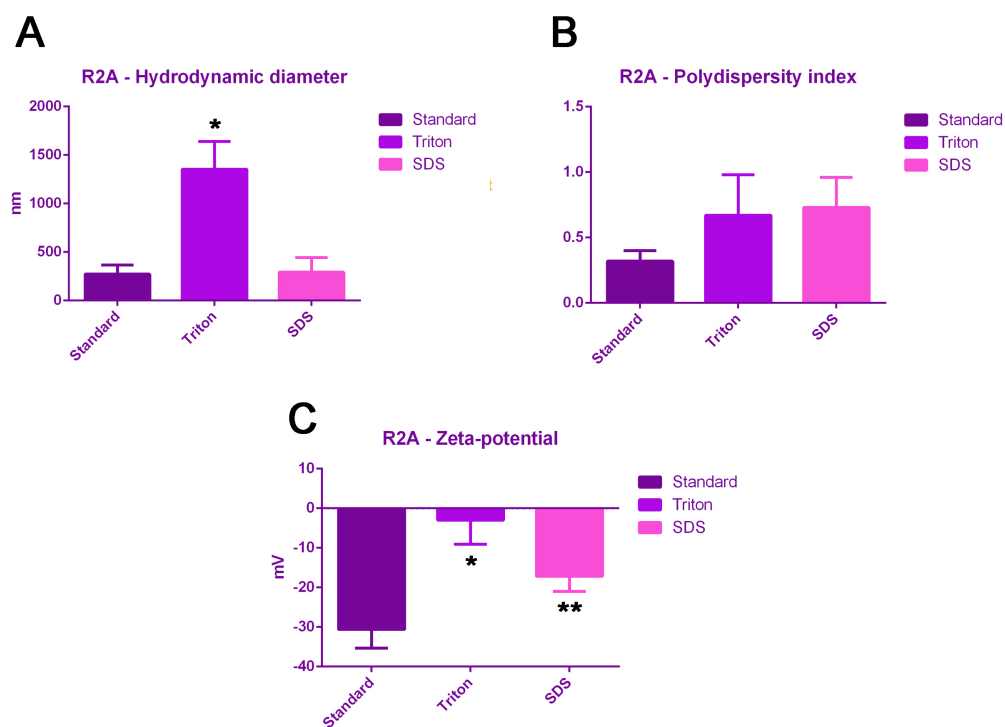 A
R2A - Hydrodynamic diameter
2000
1500
1000
500
0
nm
*
Standard
Triton
SDS
Standard
Triton
SDS
B
R2A - Polydispersity index
1.5
1.0
0.5
0.0
Standard
Triton
SDS
Standard
Triton
SDS
C
R2A - Zeta-potential
10
0
-10
-20
-30
-40
mV
*
**
Standard
Triton
SDS
Standard
Triton
SDS